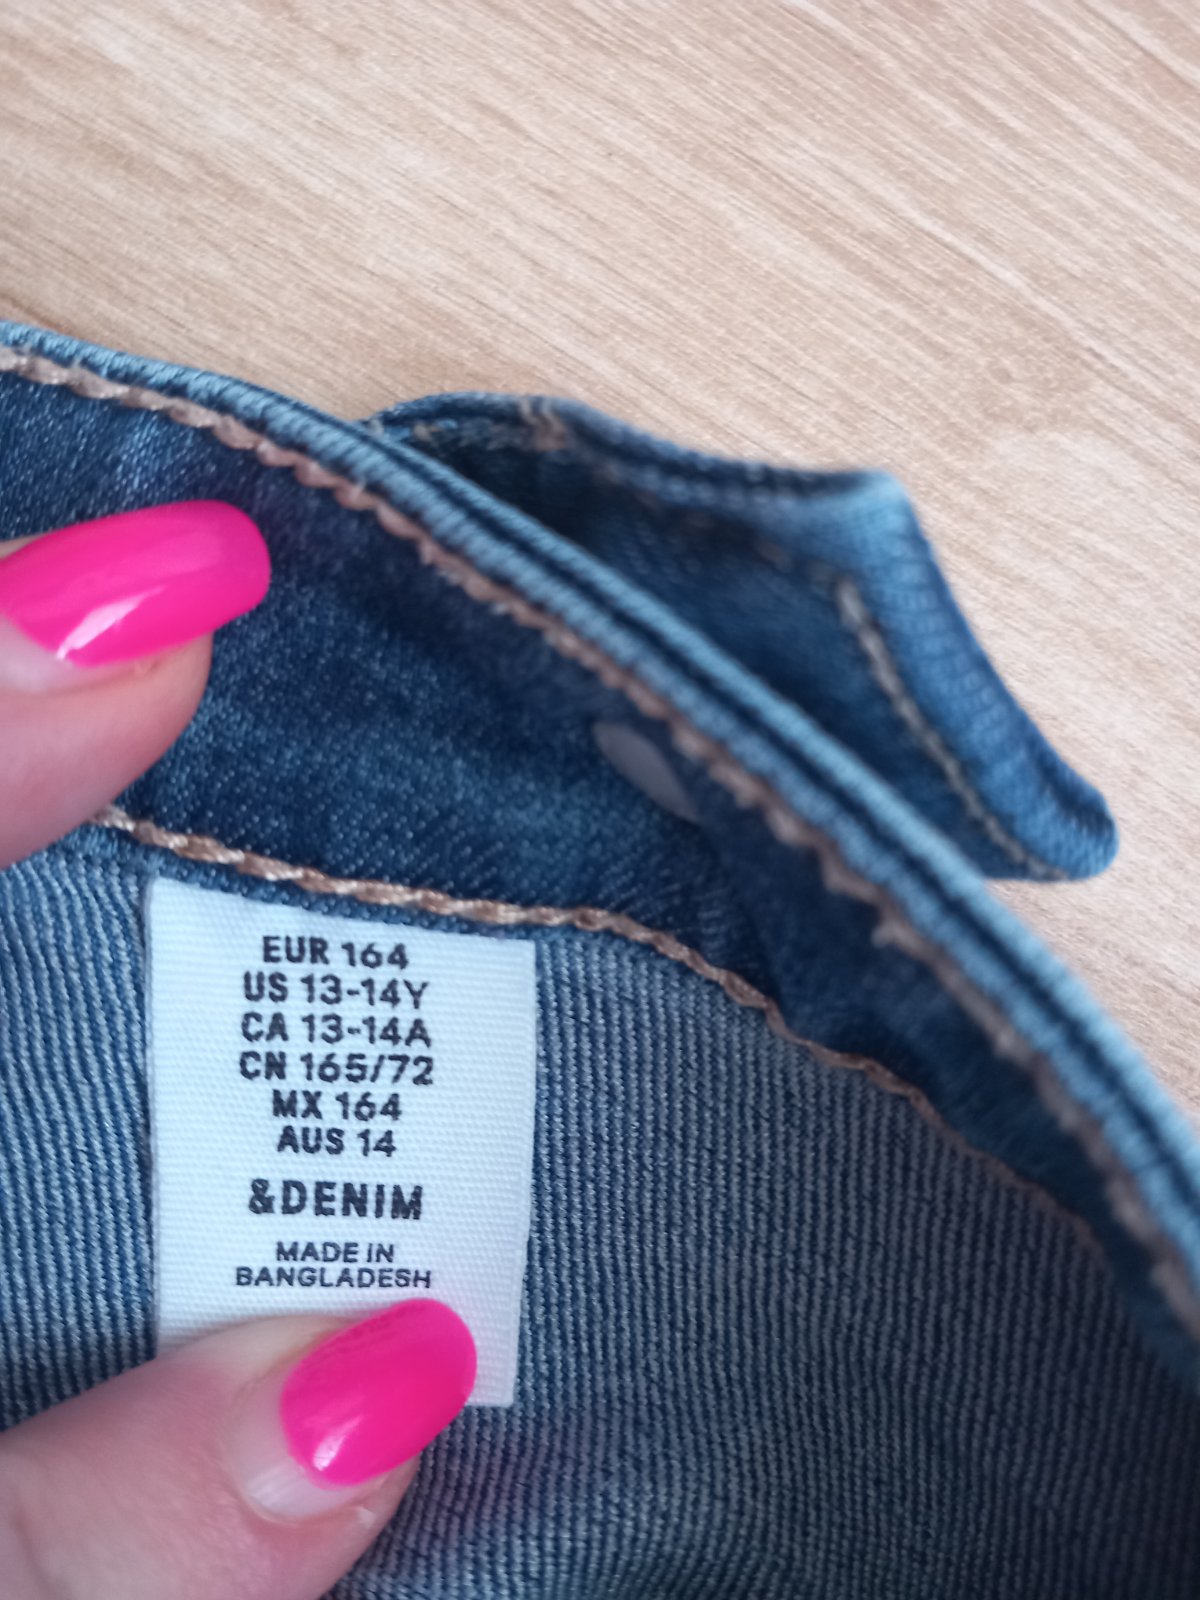 EUR 164
US 13-14Y
CA 13-14A
CN 165/72
MX 164
AUS 14
&DENIM
MADE IN
BANGLADESH